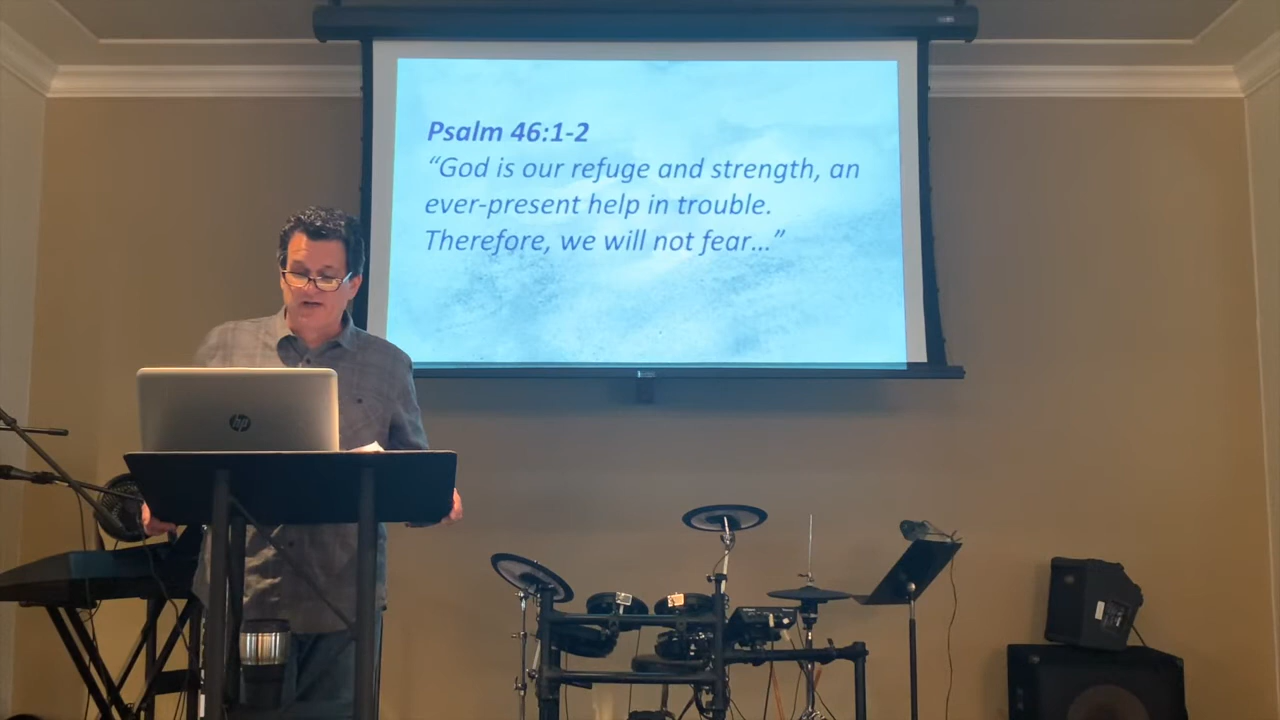 Psalm 46:1-2
“God is our refuge and strength, an
ever-present help in trouble.
Therefore, we will not fear…”
hp